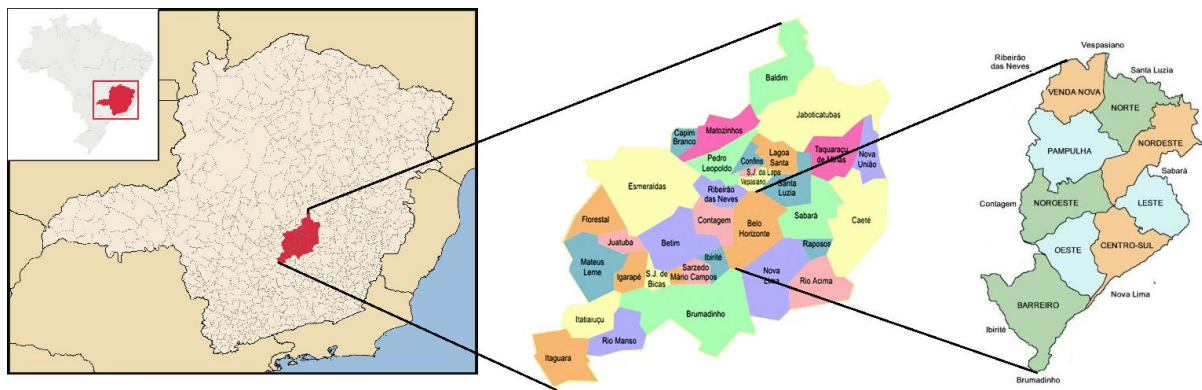 Baldim
Jaboticatubas
Capim
Branco
Matozinhos
Pedro
Leopoldo
Confins
Lagoa
Santa
Taquaraçu
de Minas
Nova
União
S.J. da Lapa
Vepasiano
Santa
Luzia
Esmeraldas
Ribeirão
das Neves
Florestal
Contagem
Belo
Horizonte
Sabará
Caeté
Juatuba
Betim
Mateus
Leme
Igarapé
S.J. de
Bicas
Sarzedo
Mário Campos
Ibirité
Raposos
Nova
Lima
Rio Acima
Itatiaiuçu
Brumadinho
Rio Manso
Itaguara
Vespasiano
Ribeirão
das Neves
Santa Luzia
VENDA NOVA
NORTE
NORDESTE
PAMPULHA
Sabará
Contagem
NOROESTE
LESTE
OESTE
CENTRO-SUL
BARREIRO
Nova Lima
Ibirité
Brumadinho